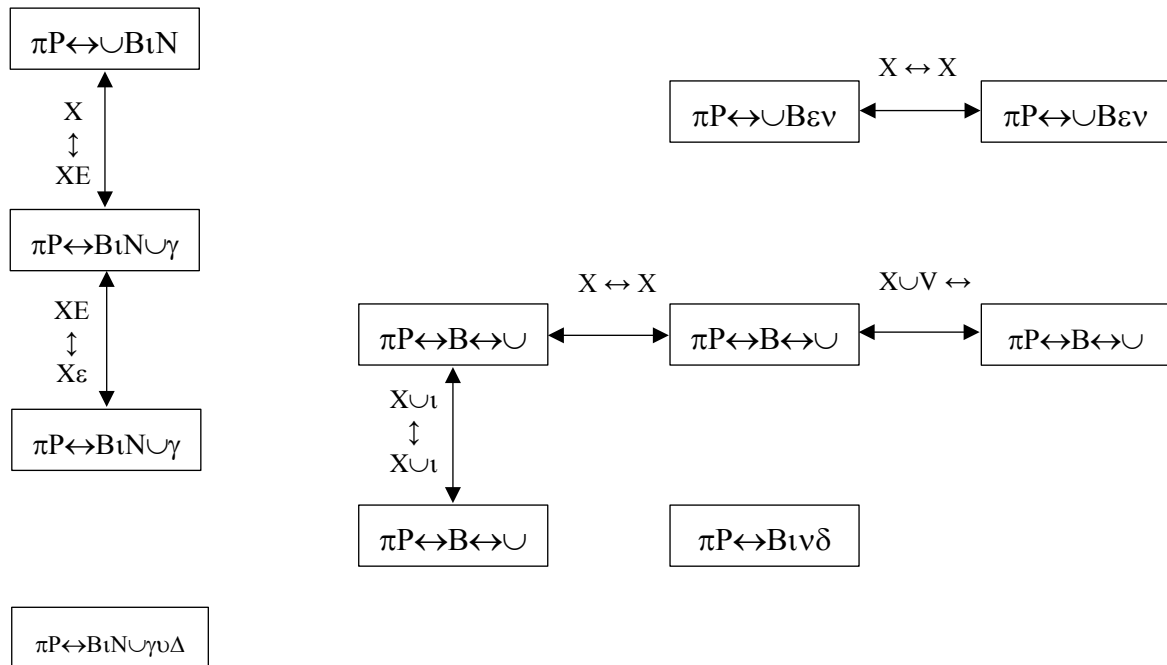 πP↔∪BιN
X ↔ X
X
↕
XE
πP↔∪Bεν
πP↔∪Bεν
πP↔BιN∪γ
X ↔ X
X∪V ↔
XE
↕
Xε
πP↔B↔∪
πP↔B↔∪
πP↔B↔∪
X∪ι
↕
X∪ι
πP↔BιN∪γ
πP↔B↔∪
πP↔Bινδ
πP↔BιN∪γυΔ